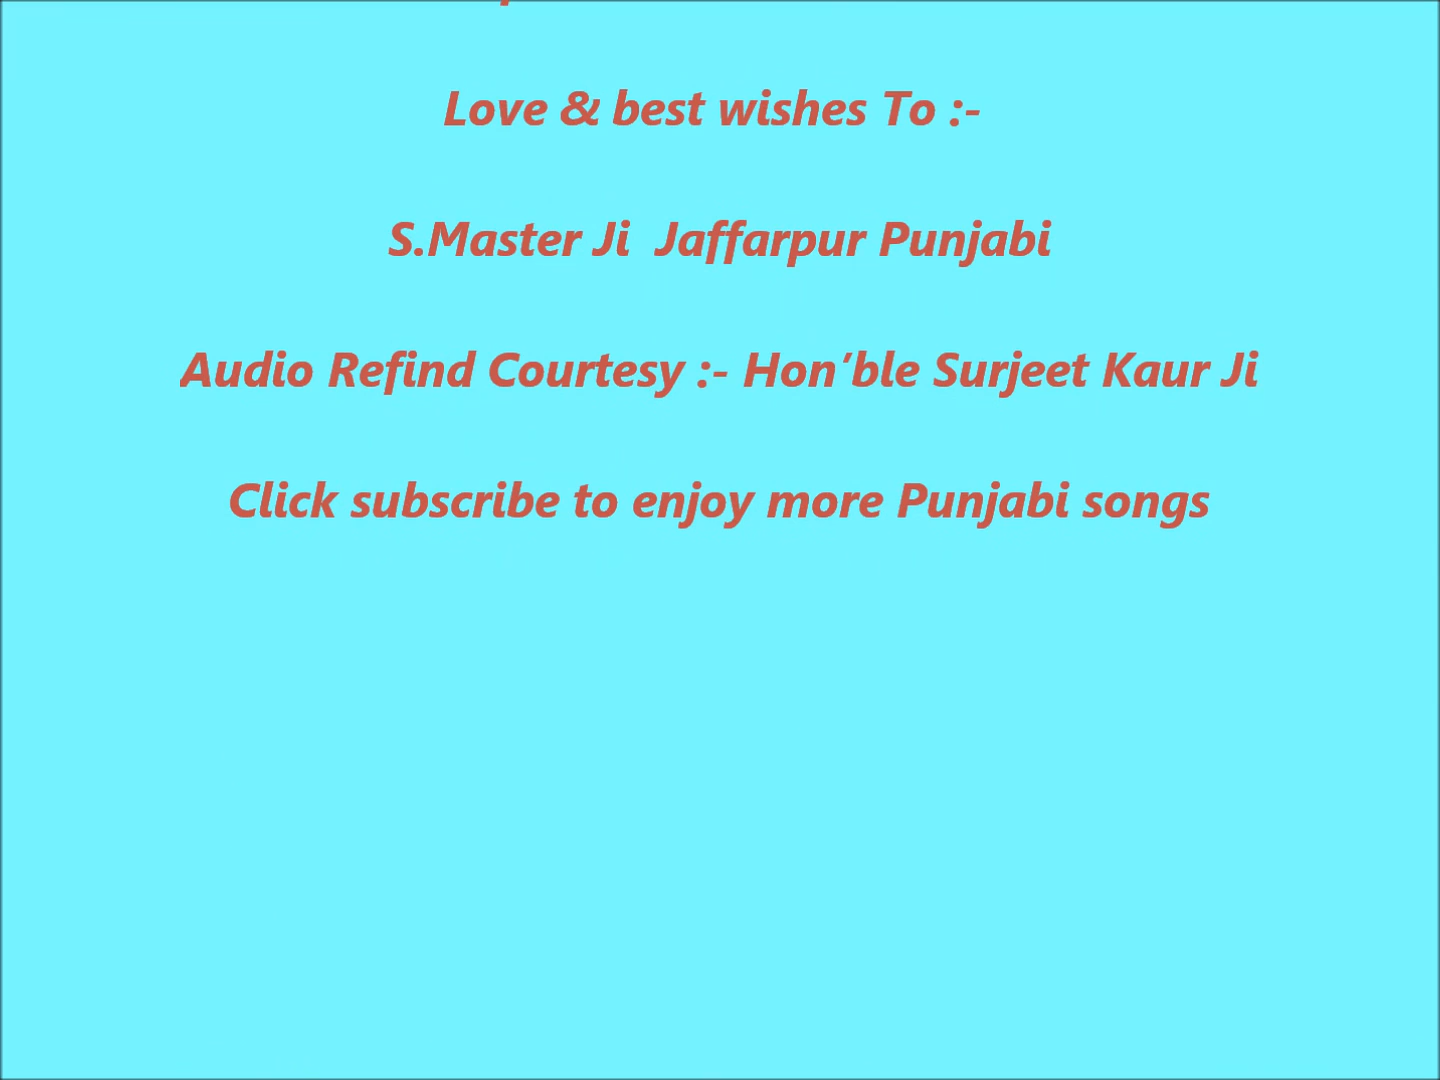 Love & best wishes To :-
S.Master Ji  Jaffarpur Punjabi
Audio Refind Courtesy :- Hon’ble Surjeet Kaur Ji
Click subscribe to enjoy more Punjabi songs